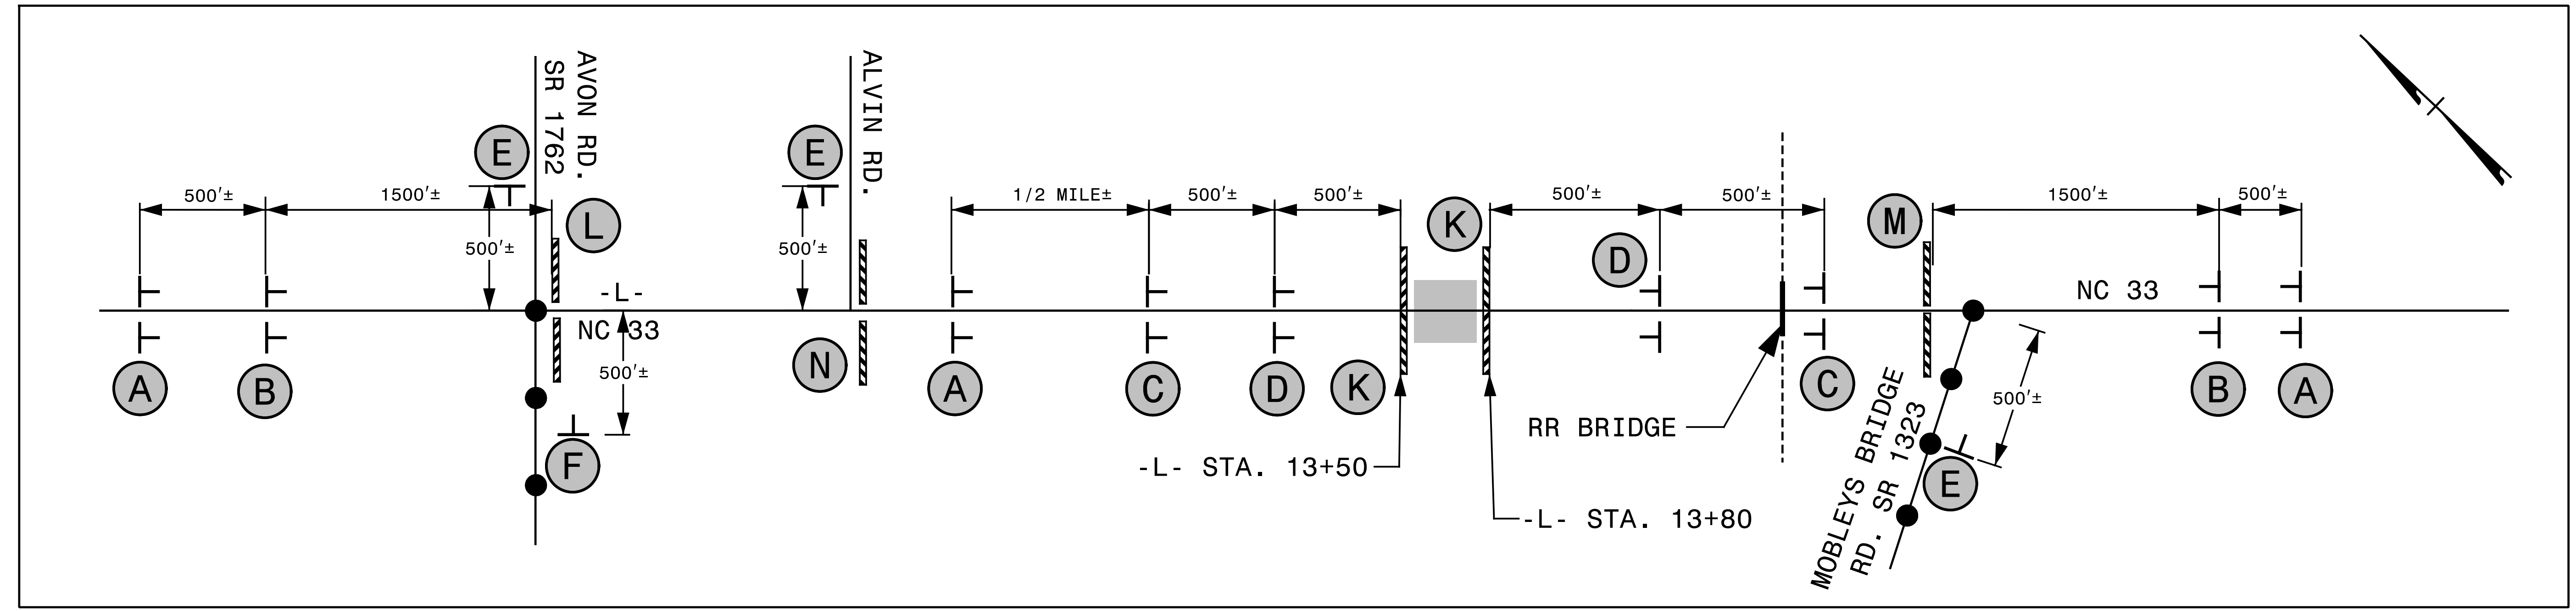 AVON RD.
SR 1762
ALVIN RD.
E
E
500'±
1500'±
1/2 MILE±
500'±
500'±
500'±
500'±
1500'±
500'±
L
K
M
500'±
500'±
D
-L-
NC 33
NC 33
500'±
N
A
B
A
C
D
K
C
B
A
500'±
F
RR BRIDGE
-L- STA. 13+50
-L- STA. 13+80
MOBLEYS BRIDGE
RD. SR 1323
E